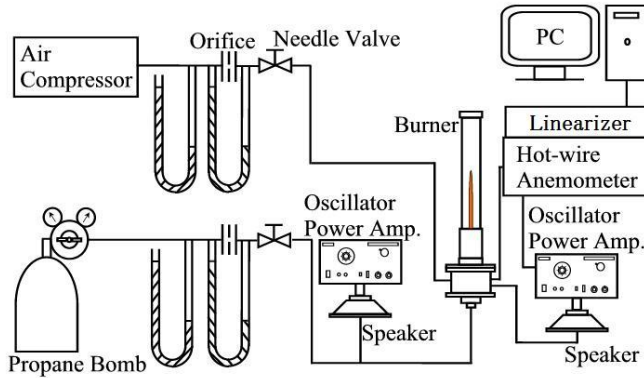 Air
Compressor
Orifice
Needle Valve
PC
Burner
Linearizer
Hot-wire
Anemometer
Oscillator
Power Amp.
Oscillator
Power Amp.
Speaker
Speaker
Propane Bomb